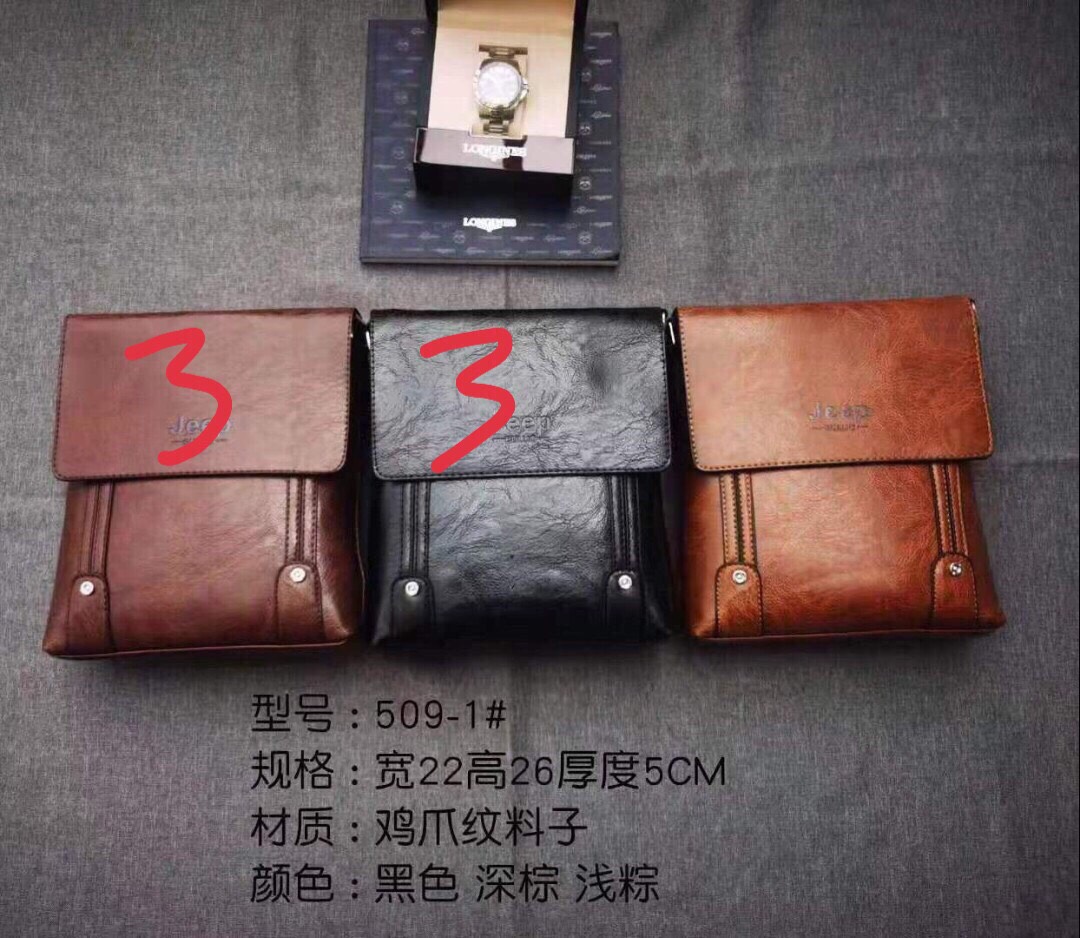 LONGINES
LONGINES
3
3
Jeep
Jeep
Jeep
型号：509-1#
规格：宽22高26厚度5CM
材质：鸡爪纹料子
颜色：黑色 深棕 浅粽